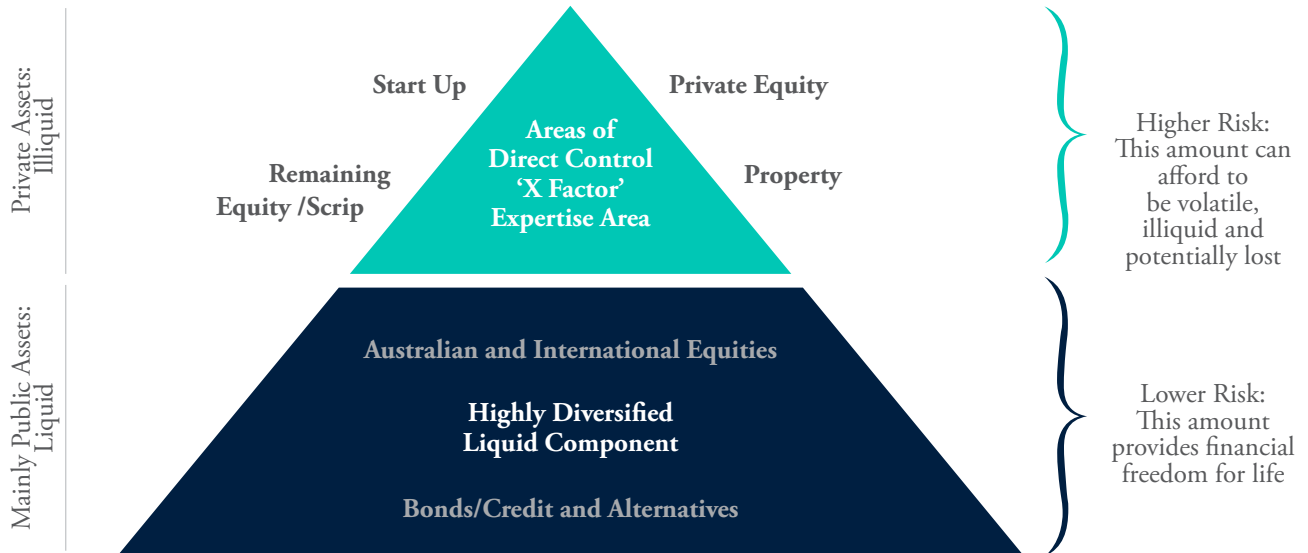 Private Assets:
Illiquid
Start Up
Private Equity
Areas of
Direct Control
‘X Factor’
Expertise Area
Remaining
Equity /Scrip
Property
Higher Risk:
This amount can
afford to
be volatile,
illiquid and
potentially lost
Mainly Public Assets:
Liquid
Australian and International Equities
Highly Diversified
Liquid Component
Bonds/Credit and Alternatives
Lower Risk:
This amount
provides financial
freedom for life